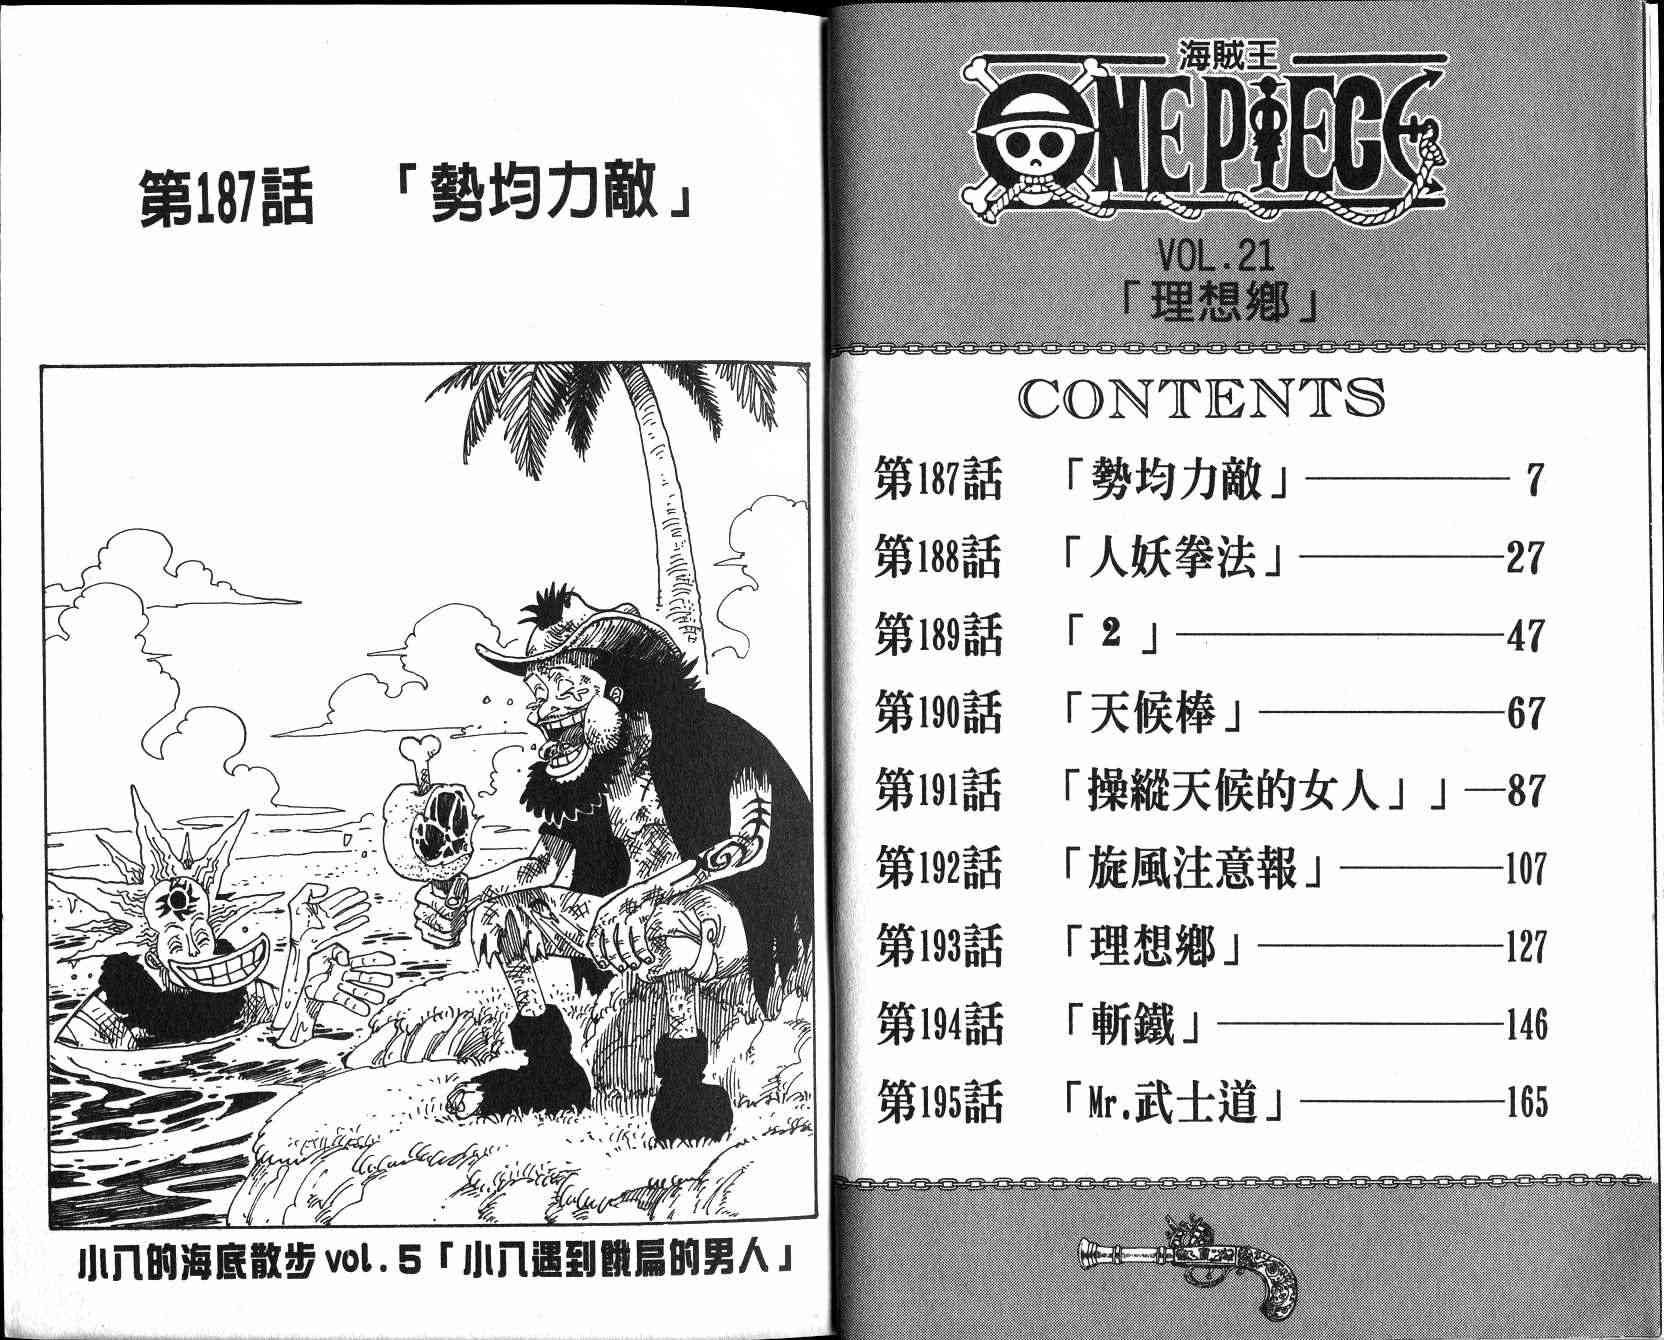 海賊王
ONE PIECE
VOL.21
「理想鄉」
CONTENTS
第187話 「勢均力敵」 7
第188話 「人妖拳法」 27
第189話 「2」 47
第190話 「天候棒」 67
第191話 「操縱天候的女人」」 87
第192話 「旋風注意報」 107
第193話 「理想鄉」 127
第194話 「斬鐵」 146
第195話 「Mr.武士道」 165
第187話 「勢均力敵」
小八的海底散步 vol.5「小八遇到餓扁的男人」